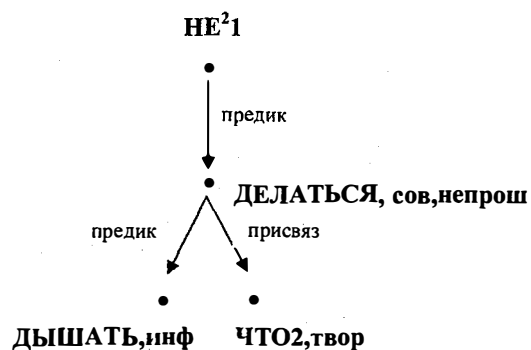 НЕ²1
предик
ДЕЛАТЬСЯ, сов,непрош
предик присвяз
ДЫШАТЬ,инф ЧТО2,твор